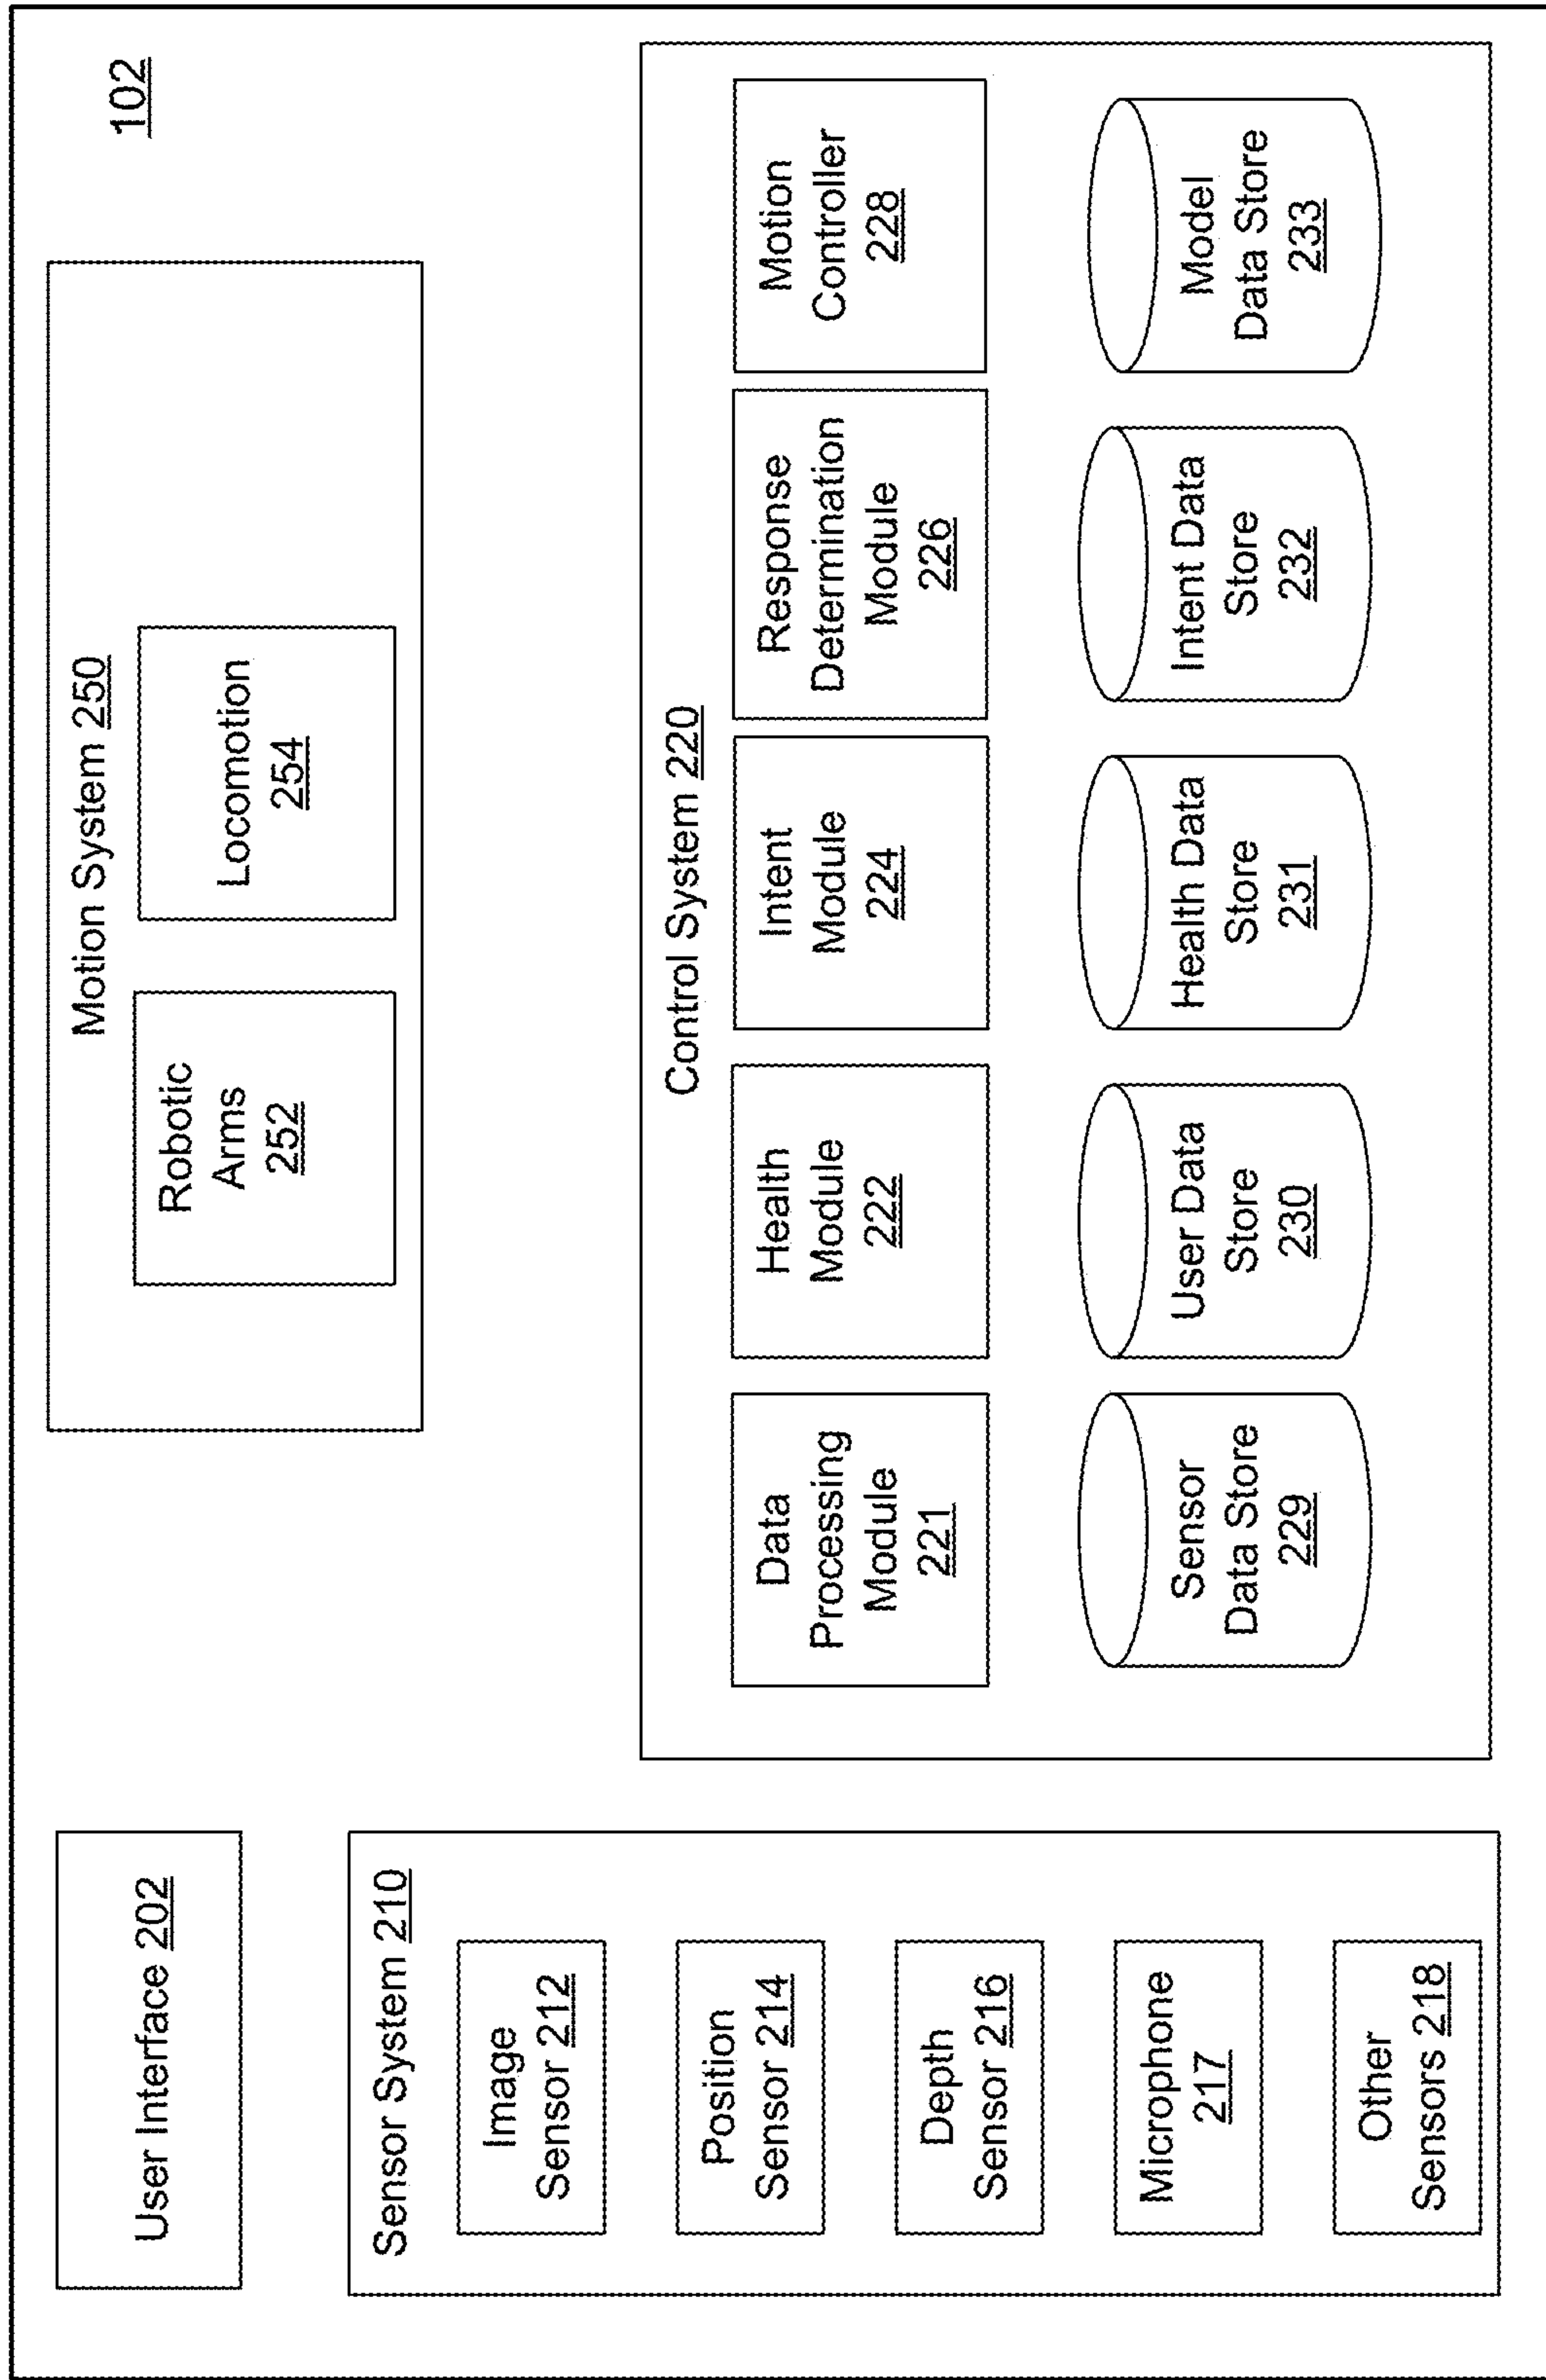 102
User Interface 202
Sensor System 210
Image
Sensor 212
Position
Sensor 214
Depth
Sensor 216
Microphone
217
Other
Sensors 218
Motion System 250
Robotic
Arms
252
Locomotion
254
Control System 220
Data
Processing
Module
221
Health
Module
222
Intent
Module
224
Response
Determination
Module
226
Motion
Controller
228
Sensor
Data Store
229
User Data
Store
230
Health Data
Store
231
Intent Data
Store
232
Model
Data Store
233